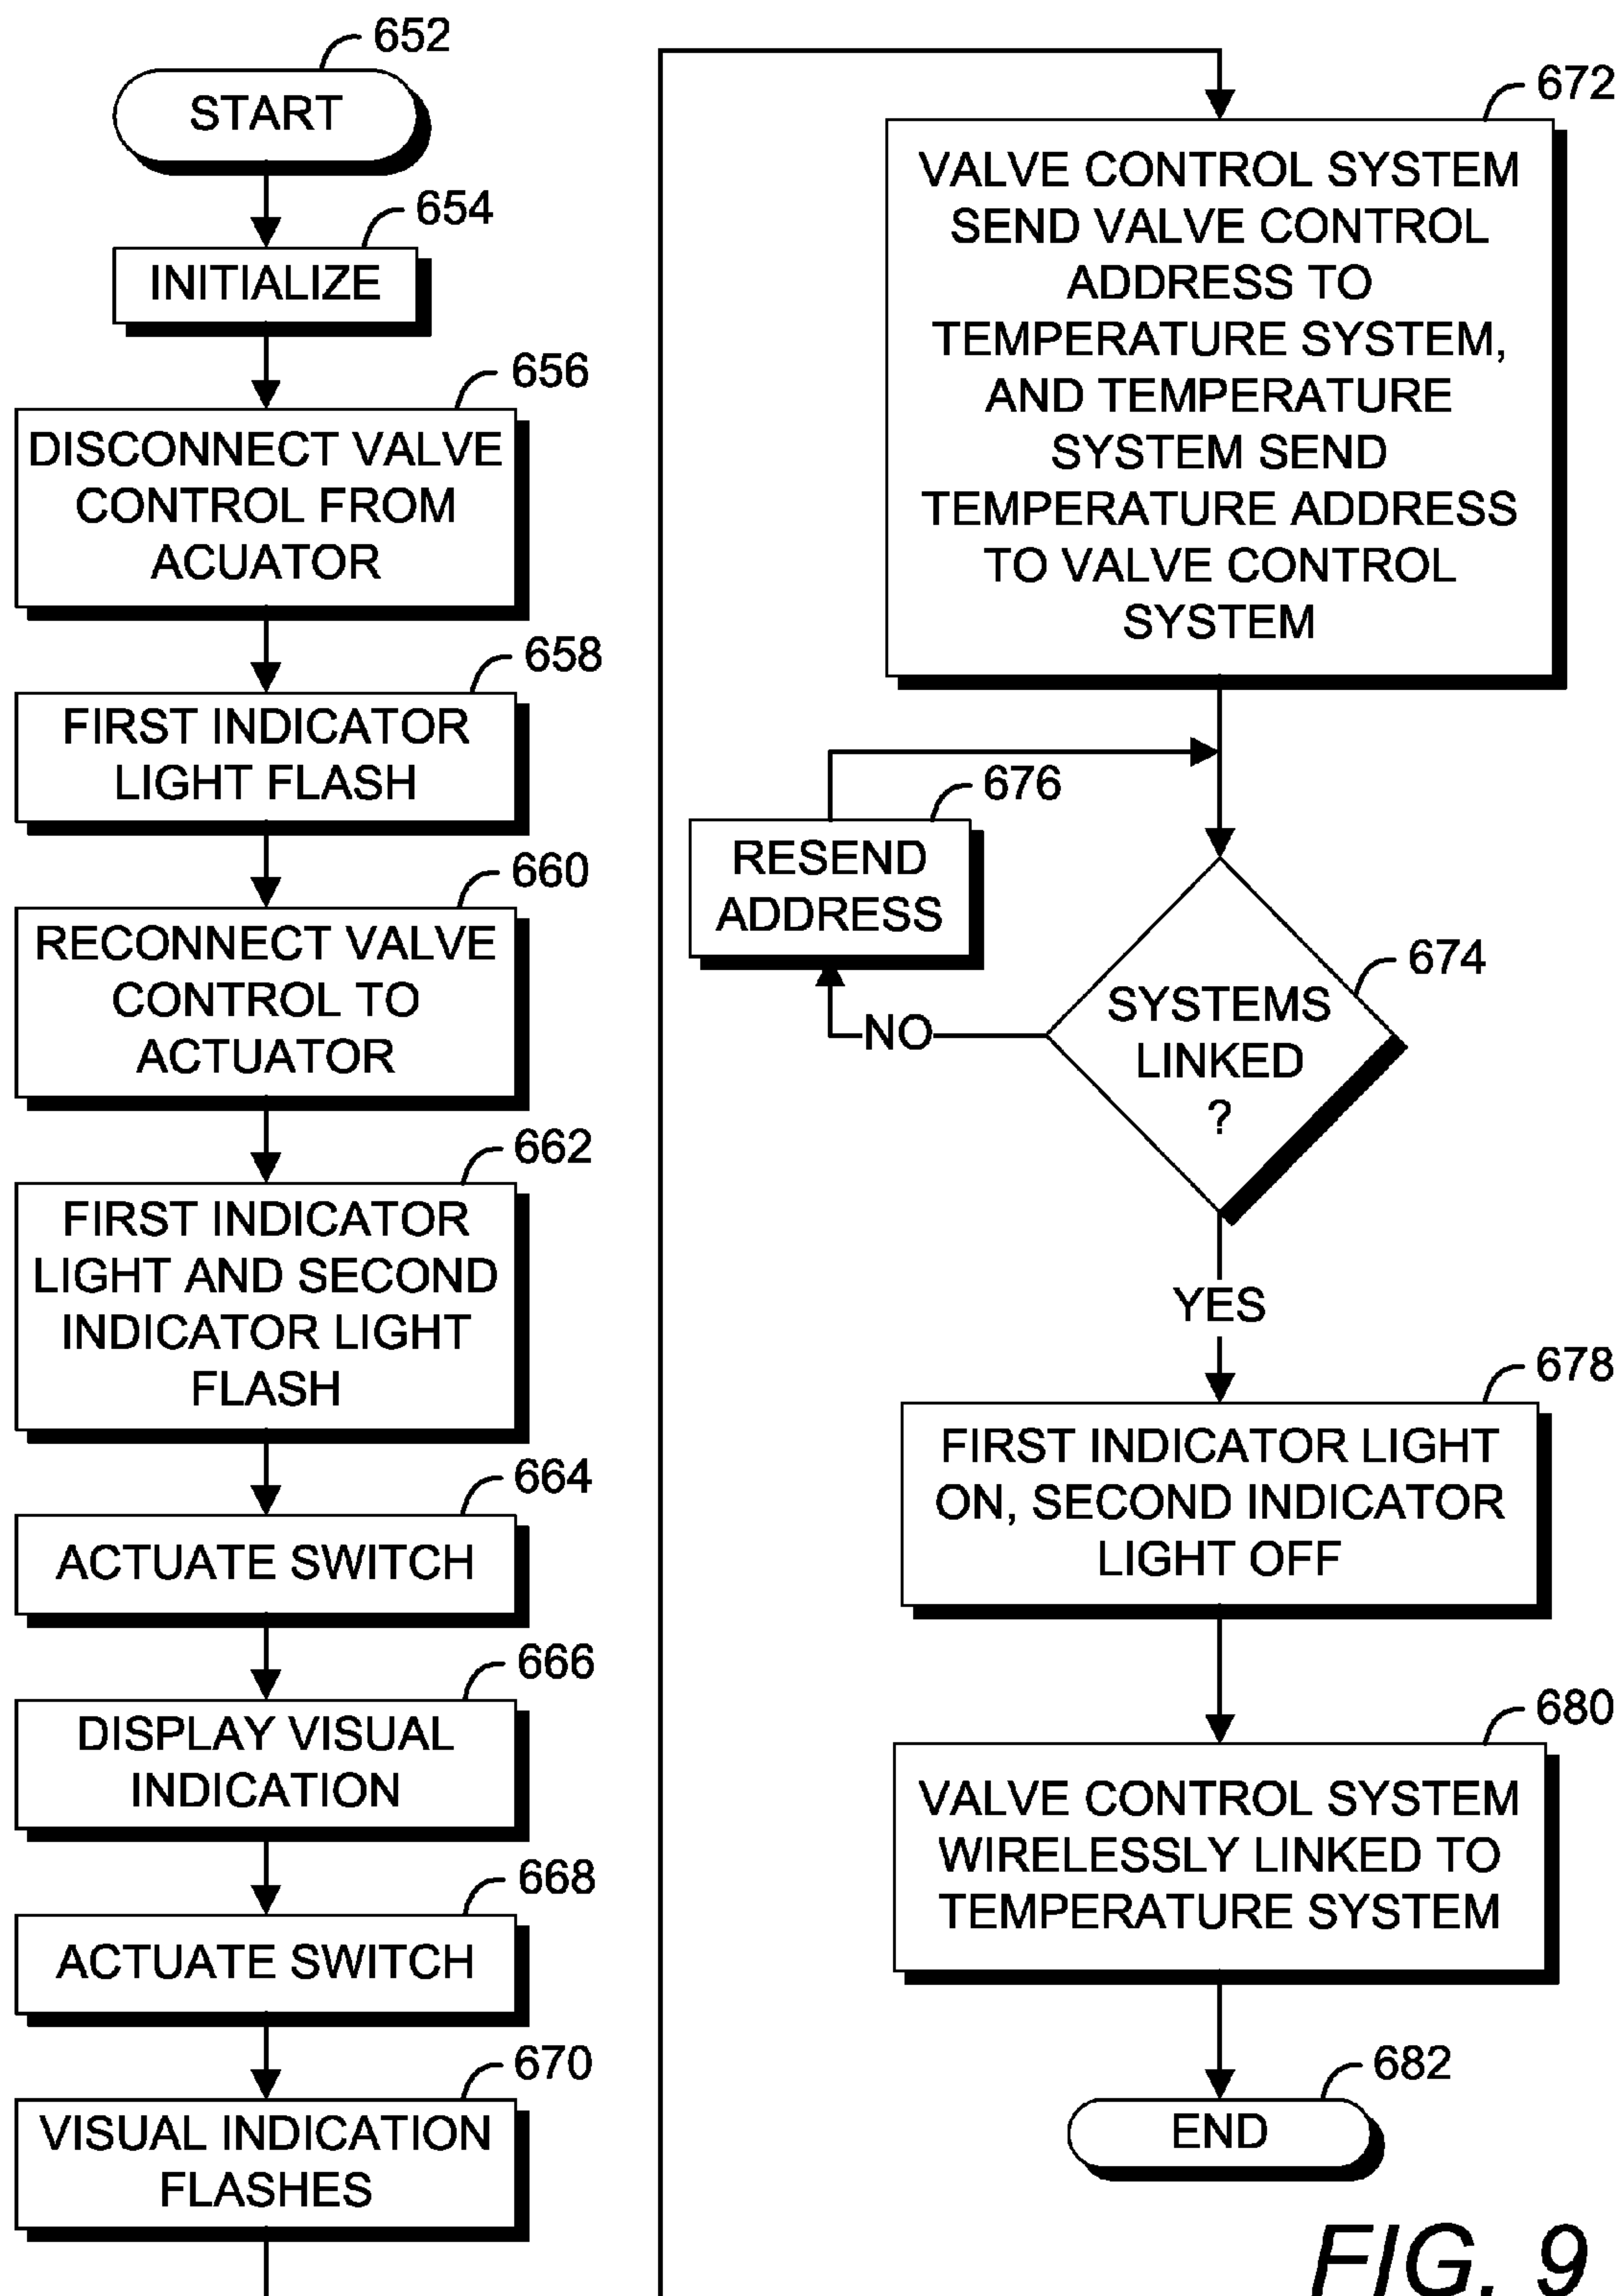 652
START
654
INITIALIZE
656
DISCONNECT VALVE
CONTROL FROM
ACUATOR
658
FIRST INDICATOR
LIGHT FLASH
660
RECONNECT VALVE
CONTROL TO
ACTUATOR
662
FIRST INDICATOR
LIGHT AND SECOND
INDICATOR LIGHT
FLASH
664
ACTUATE SWITCH
666
DISPLAY VISUAL
INDICATION
668
ACTUATE SWITCH
670
VISUAL INDICATION
FLASHES
672
VALVE CONTROL SYSTEM
SEND VALVE CONTROL
ADDRESS TO
TEMPERATURE SYSTEM,
AND TEMPERATURE
SYSTEM SEND
TEMPERATURE ADDRESS
TO VALVE CONTROL
SYSTEM
676
RESEND
ADDRESS
674
SYSTEMS
LINKED
?
NO
YES
678
FIRST INDICATOR LIGHT
ON, SECOND INDICATOR
LIGHT OFF
680
VALVE CONTROL SYSTEM
WIRELESSLY LINKED TO
TEMPERATURE SYSTEM
682
END
FIG. 9